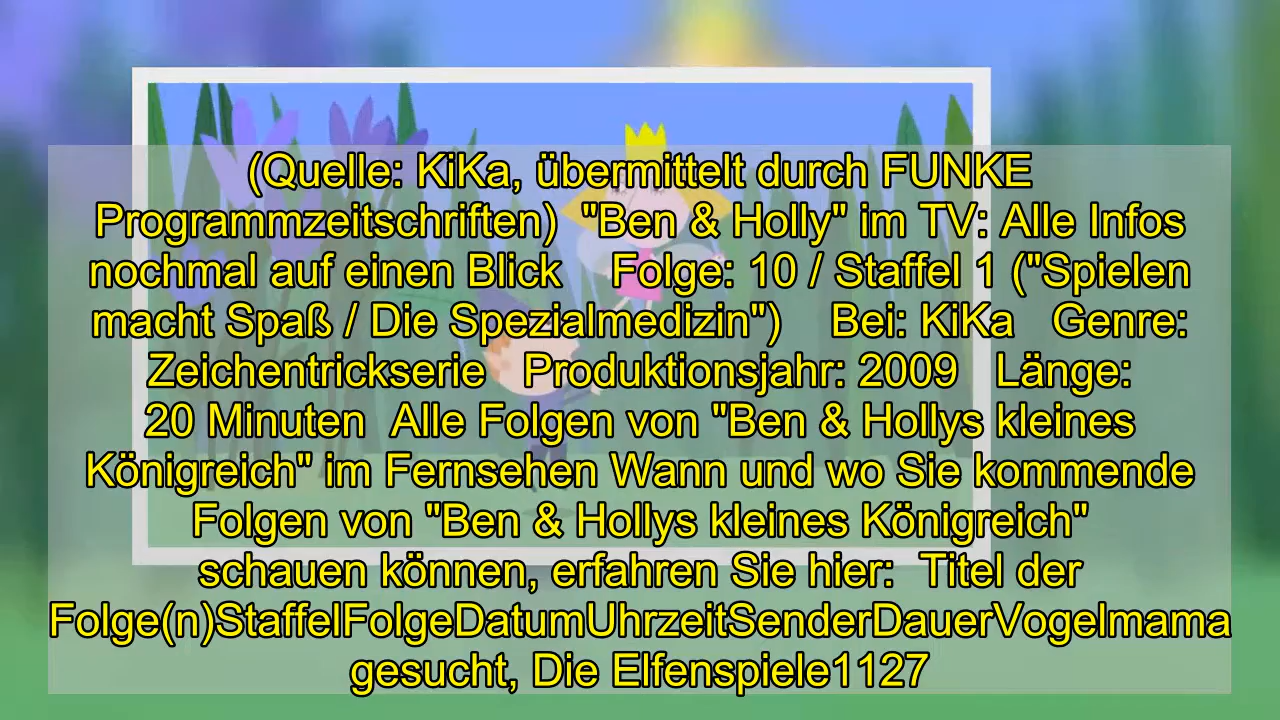 (Quelle: KiKa, übermittelt durch FUNKE
Programmzeitschriften)  "Ben & Holly" im TV: Alle Infos
nochmal auf einen Blick    Folge: 10 / Staffel 1 ("Spielen
macht Spaß / Die Spezialmedizin")    Bei: KiKa   Genre:
Zeichentrickserie   Produktionsjahr: 2009   Länge:
20 Minuten  Alle Folgen von "Ben & Hollys kleines
Königreich" im Fernsehen Wann und wo Sie kommende
Folgen von "Ben & Hollys kleines Königreich"
schauen können, erfahren Sie hier:  Titel der
Folge(n)StaffelFolgeDatumUhrzeitSenderDauerVogelmama
gesucht, Die Elfenspiele1127